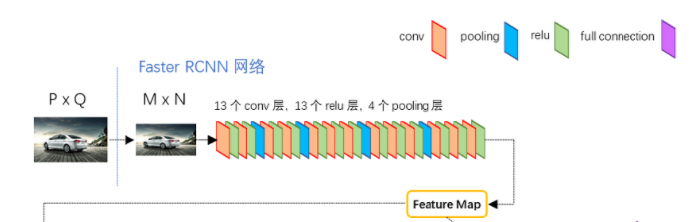 conv pooling relu full connection
Faster RCNN 网络
P x Q M x N
13 个 conv 层, 13 个 relu 层, 4 个 pooling 层
Feature Map